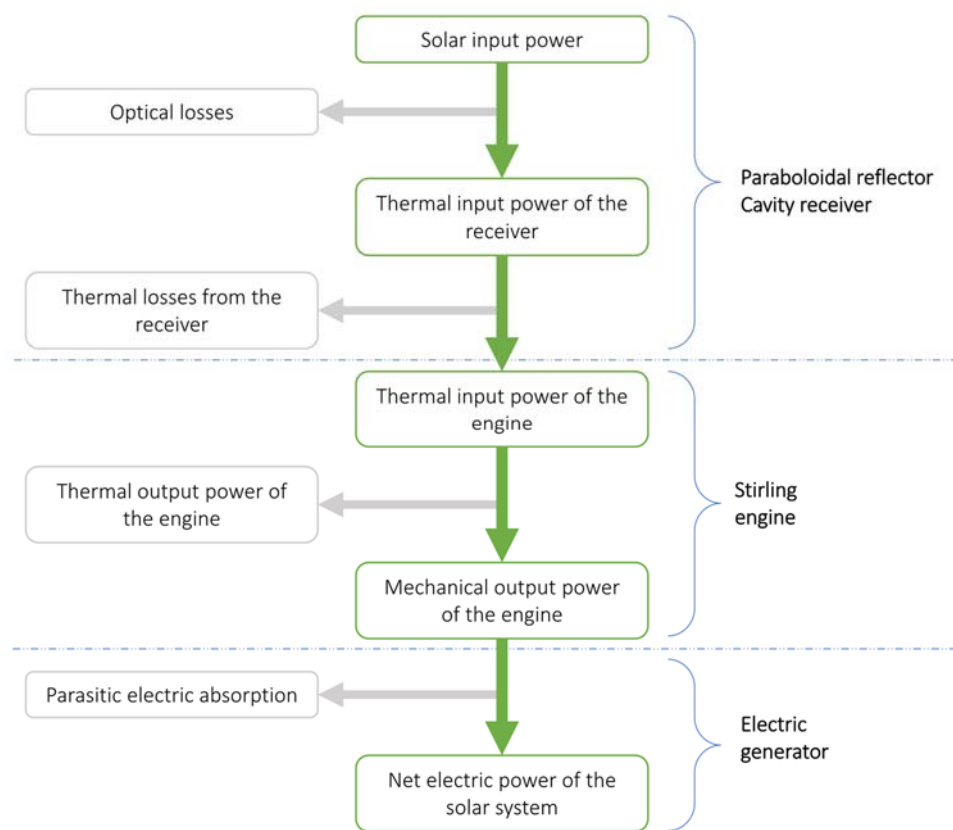 Solar input power
Optical losses
Thermal input power of the
receiver
Paraboloidal reflector
Cavity receiver
Thermal losses from the
receiver
Thermal input power of the
engine
Thermal output power of
the engine
Stirling
engine
Mechanical output power
of the engine
Parasitic electric absorption
Electric
generator
Net electric power of the
solar system